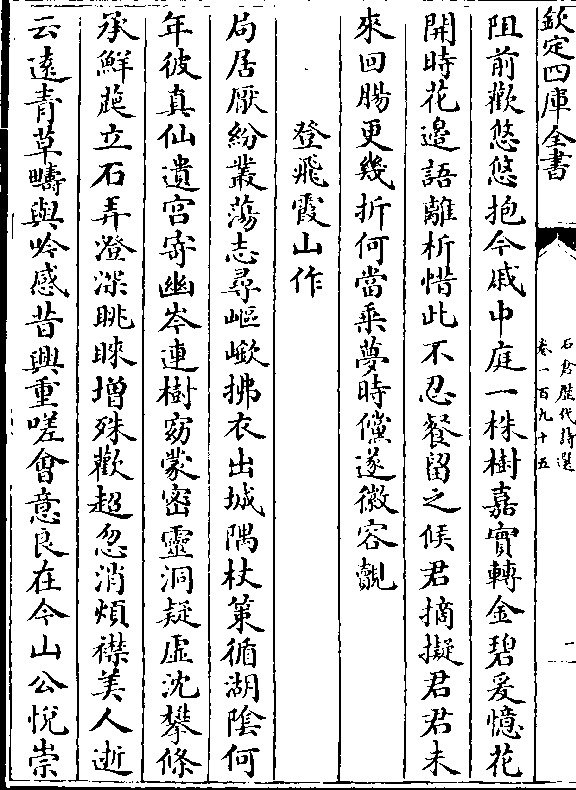 欽定四庫全書
石倉歷代詩選
卷一百九十五
一
阻前歡悠悠抱今戚中庭一株樹嘉實轉金碧爰憶花
開時花邊語離析惜此不忍餐留之候君摘擬君君未
來回腸更幾折何當乘夢時儻遂徽容覿
登飛霞山作
局居厭紛叢蕩志尋嶇嶔拂衣出城隅杖策循湖陰何
年彼真仙遺宮寄幽岑連樹窈蒙密靈洞疑虛沈攀條
承鮮葩立石弄澄深眺睞増殊歡超忽消煩襟美人逝
云遠青草疇與吟感昔興重嗟會意良在今山公悅崇